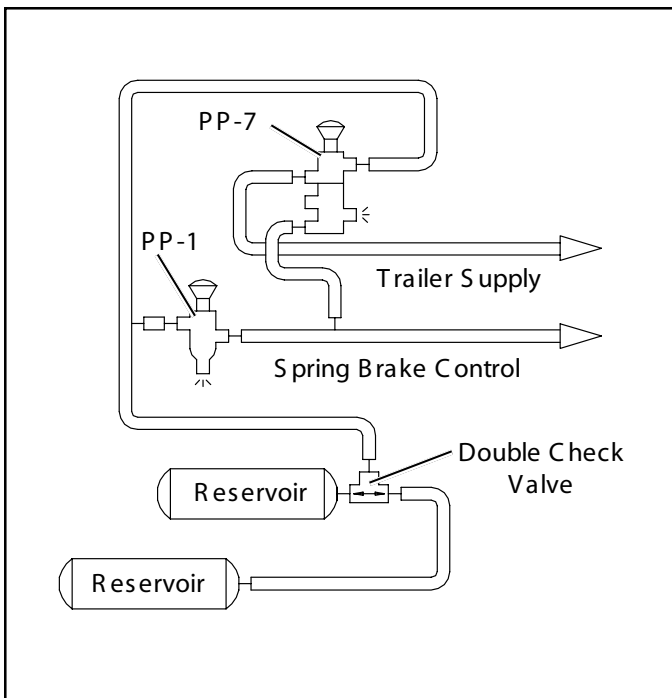 PP-7
PP-1
Trailer Supply
Spring Brake Control
Double Check
Valve
Reservoir
Reservoir